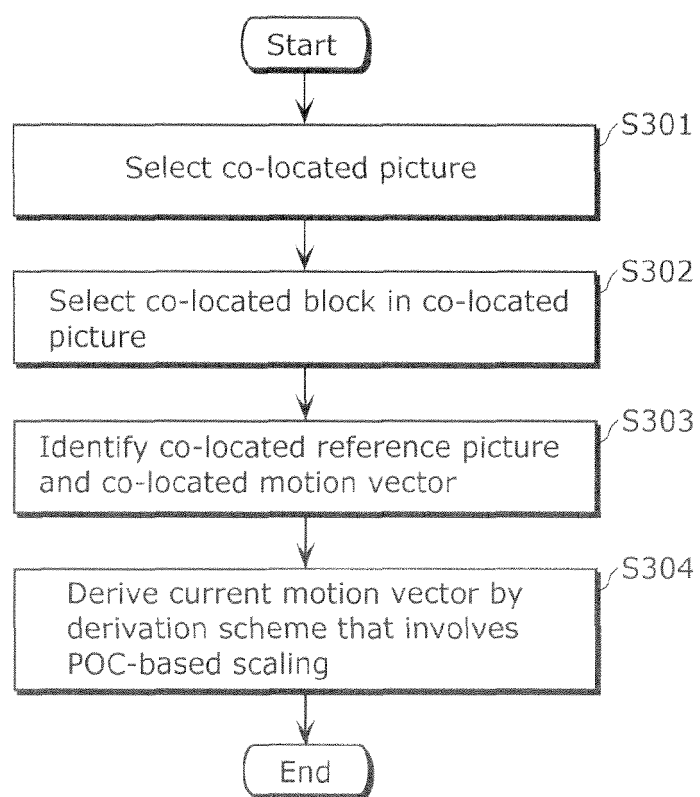 Start
S301
Select co-located picture
S302
Select co-located block in co-located
picture
S303
Identify co-located reference picture
and co-located motion vector
S304
Derive current motion vector by
derivation scheme that involves
POC-based scaling
End